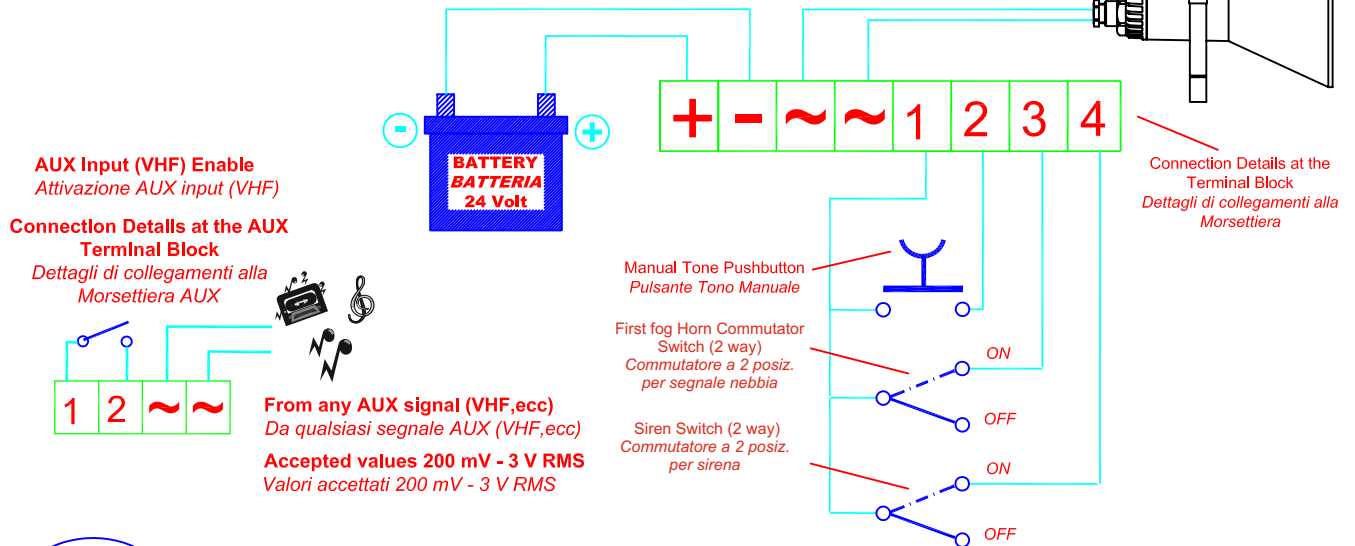 + - ~ ~ 1 2 3 4
- +
BATTERY
BATTERIA
24 Volt
Connection Details at the
Terminal Block
Dettagli di collegamenti alla
Morsettiera
AUX Input (VHF) Enable
Attivazione AUX input (VHF)
Connection Details at the AUX
Terminal Block
Dettagli di collegamenti alla
Morsettiera AUX
1 2 ~ ~
From any AUX signal (VHF,ecc)
Da qualsiasi segnale AUX (VHF,ecc)
Accepted values 200 mV - 3 V RMS
Valori accettati 200 mV - 3 V RMS
Manual Tone Pushbutton
Pulsante Tono Manuale
First fog Horn Commutator
Switch (2 way)
Commutatore a 2 posiz.
per segnale nebbia
ON
OFF
Siren Switch (2 way)
Commutatore a 2 posiz.
per sirena
ON
OFF